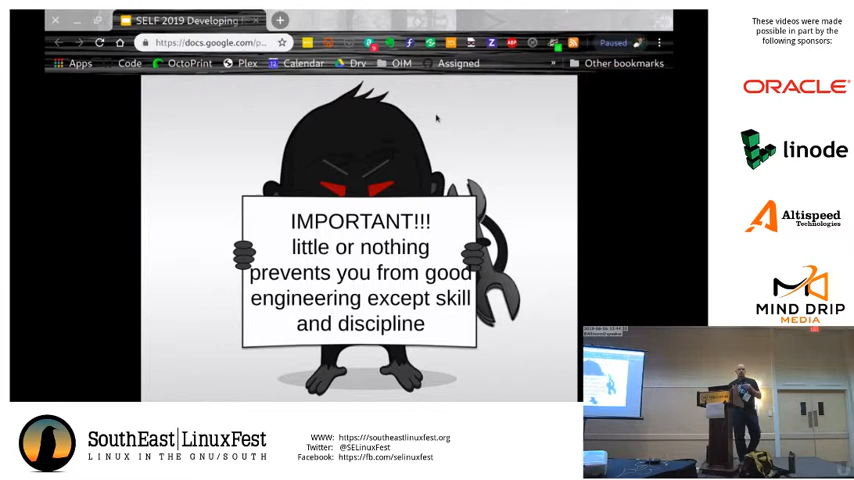 SELF 2019 Developing
https://docs.google.com/p...
Paused
Apps
Code
OctoPrint
Plex
Calendar
Drv
OIM
Assigned
»
Other bookmarks
IMPORTANT!!!
little or nothing
prevents you from good
engineering except skill
and discipline
These videos were made
possible in part by the
following sponsors:
ORACLE
linode
Altispeed
Technologies
MIND DRIP
MEDIA
SouthEast|LinuxFest
LINUX IN THE GNU/SOUTH
WWW: https://southeastlinuxfest.org
Twitter: @SELinuxFest
Facebook: https://fb.com/selinuxfest